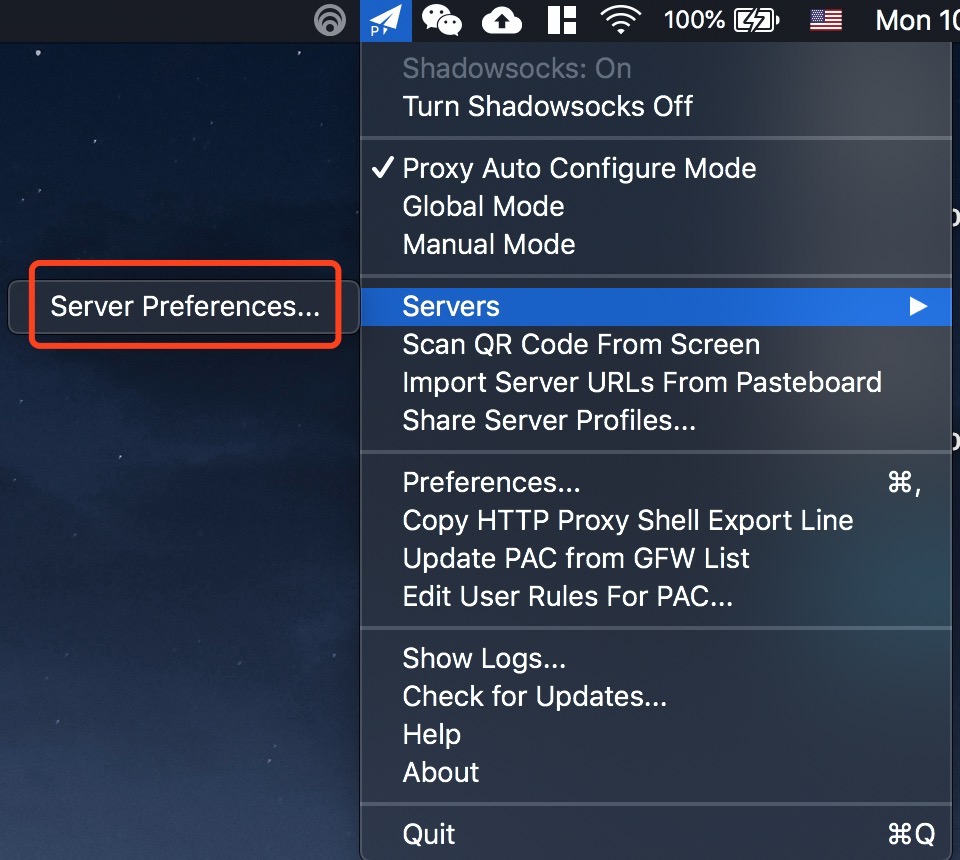 100%
Mon 10
Shadowsocks: On
Turn Shadowsocks Off
✓ Proxy Auto Configure Mode
Global Mode
Manual Mode
Server Preferences...
Servers
Scan QR Code From Screen
Import Server URLs From Pasteboard
Share Server Profiles...
Preferences... ⌘,
Copy HTTP Proxy Shell Export Line
Update PAC from GFW List
Edit User Rules For PAC...
Show Logs...
Check for Updates...
Help
About
Quit ⌘Q